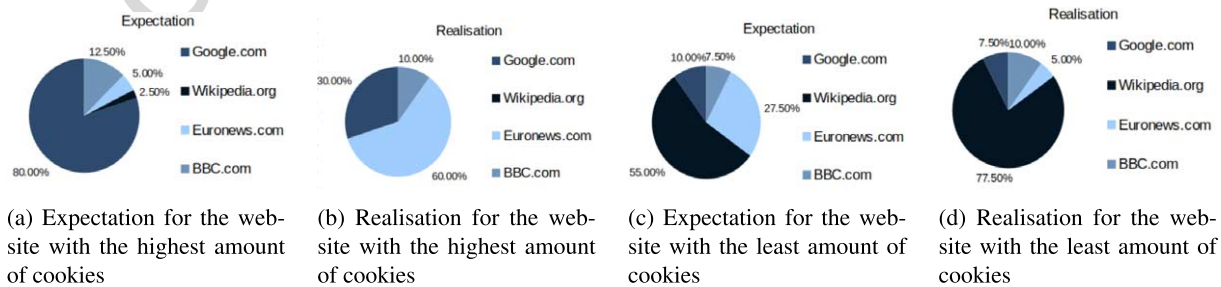 Expectation
12.50%
5.00%
2.50%
80.00%
Google.com
Wikipedia.org
Euronews.com
BBC.com
(a) Expectation for the web-
site with the highest amount
of cookies
Realisation
10.00%
30.00%
60.00%
Google.com
Wikipedia.org
Euronews.com
BBC.com
(b) Realisation for the web-
site with the highest amount
of cookies
Expectation
10.00%
7.50%
27.50%
55.00%
Google.com
Wikipedia.org
Euronews.com
BBC.com
(c) Expectation for the web-
site with the least amount of
cookies
Realisation
7.50%
10.00%
5.00%
77.50%
Google.com
Wikipedia.org
Euronews.com
BBC.com
(d) Realisation for the web-
site with the least amount of
cookies